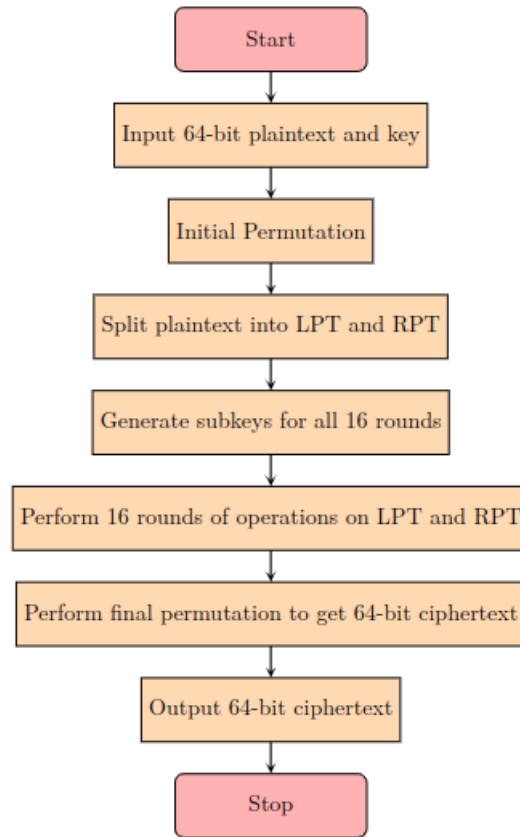 Start
Input 64-bit plaintext and key
Initial Permutation
Split plaintext into LPT and RPT
Generate subkeys for all 16 rounds
Perform 16 rounds of operations on LPT and RPT
Perform final permutation to get 64-bit ciphertext
Output 64-bit ciphertext
Stop